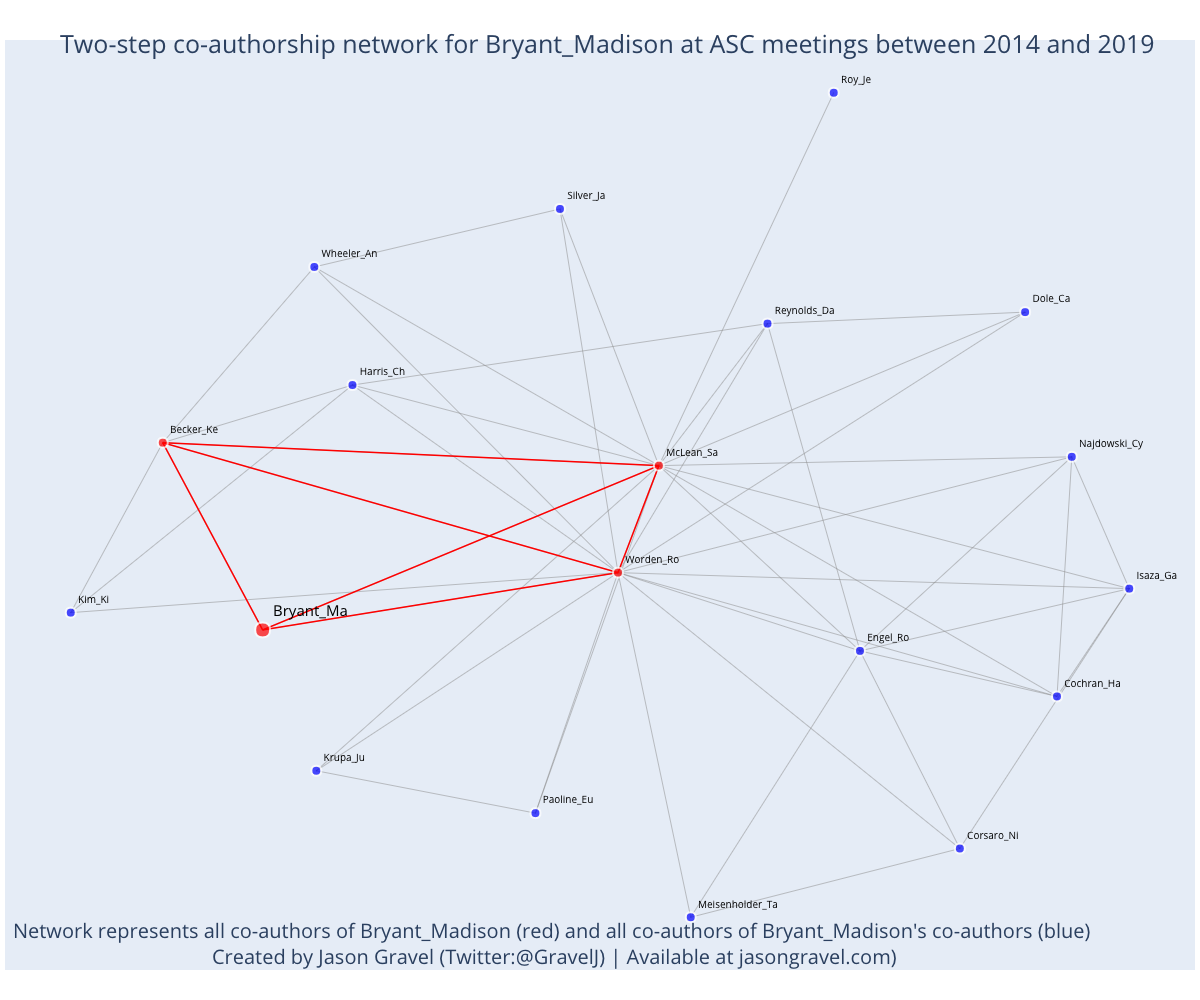 Two-step co-authorship network for Bryant_Madison at ASC meetings between 2014 and 2019
Roy_Je
Silver_Ja
Wheeler_An
Dole_Ca
Reynolds_Da
Harris_Ch
Becker_Ke
Najdowski_Cy
McLean_Sa
Worden_Ro
Isaza_Ga
Kim_Ki
Bryant_Ma
Engel_Ro
Cochran_Ha
Krupa_Ju
Paoline_Eu
Corsaro_Ni
Meisenholder_Ta
Network represents all co-authors of Bryant_Madison (red) and all co-authors of Bryant_Madison's co-authors (blue)
Created by Jason Gravel (Twitter:@GravelJ) | Available at jasongravel.com)